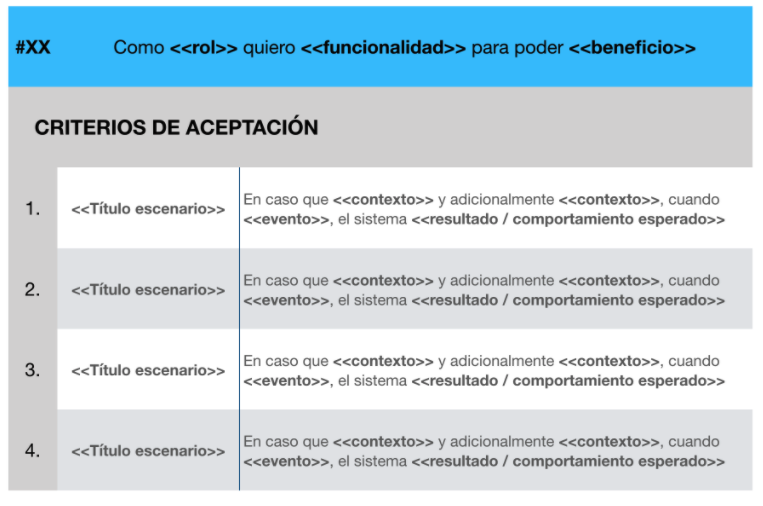 #XX Como <<rol>> quiero <<funcionalidad>> para poder <<beneficio>>
CRITERIOS DE ACEPTACIÓN
1. <<Título escenario>> En caso que <<contexto>> y adicionalmente <<contexto>>, cuando
<<evento>>, el sistema <<resultado / comportamiento esperado>>
2. <<Título escenario>> En caso que <<contexto>> y adicionalmente <<contexto>>, cuando
<<evento>>, el sistema <<resultado / comportamiento esperado>>
3. <<Título escenario>> En caso que <<contexto>> y adicionalmente <<contexto>>, cuando
<<evento>>, el sistema <<resultado / comportamiento esperado>>
4. <<Título escenario>> En caso que <<contexto>> y adicionalmente <<contexto>>, cuando
<<evento>>, el sistema <<resultado / comportamiento esperado>>